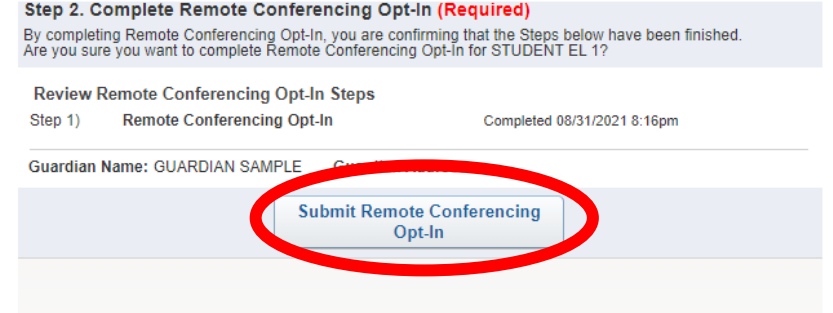 Step 2. Complete Remote Conferencing Opt-In (Required)
By completing Remote Conferencing Opt-In, you are confirming that the Steps below have been finished.
Are you sure you want to complete Remote Conferencing Opt-In for STUDENT EL 1?
Review Remote Conferencing Opt-In Steps
Step 1) Remote Conferencing Opt-In Completed 08/31/2021 8:16pm
Guardian Name: GUARDIAN SAMPLE
Submit Remote Conferencing
Opt-In